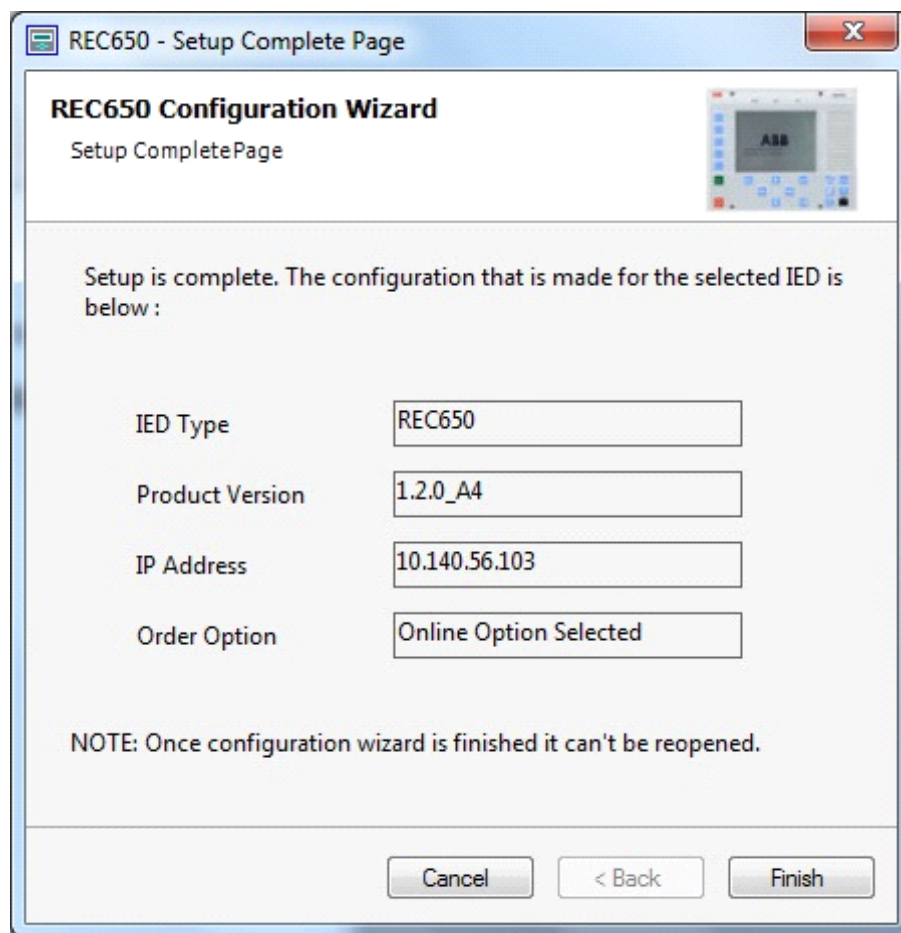 REC650 - Setup Complete Page
REC650 Configuration Wizard
Setup CompletePage
ABB
Setup is complete. The configuration that is made for the selected IED is
below :
IED Type
REC650
Product Version
1.2.0_A4
IP Address
10.140.56.103
Order Option
Online Option Selected
NOTE: Once configuration wizard is finished it can't be reopened.
Cancel
< Back
Finish